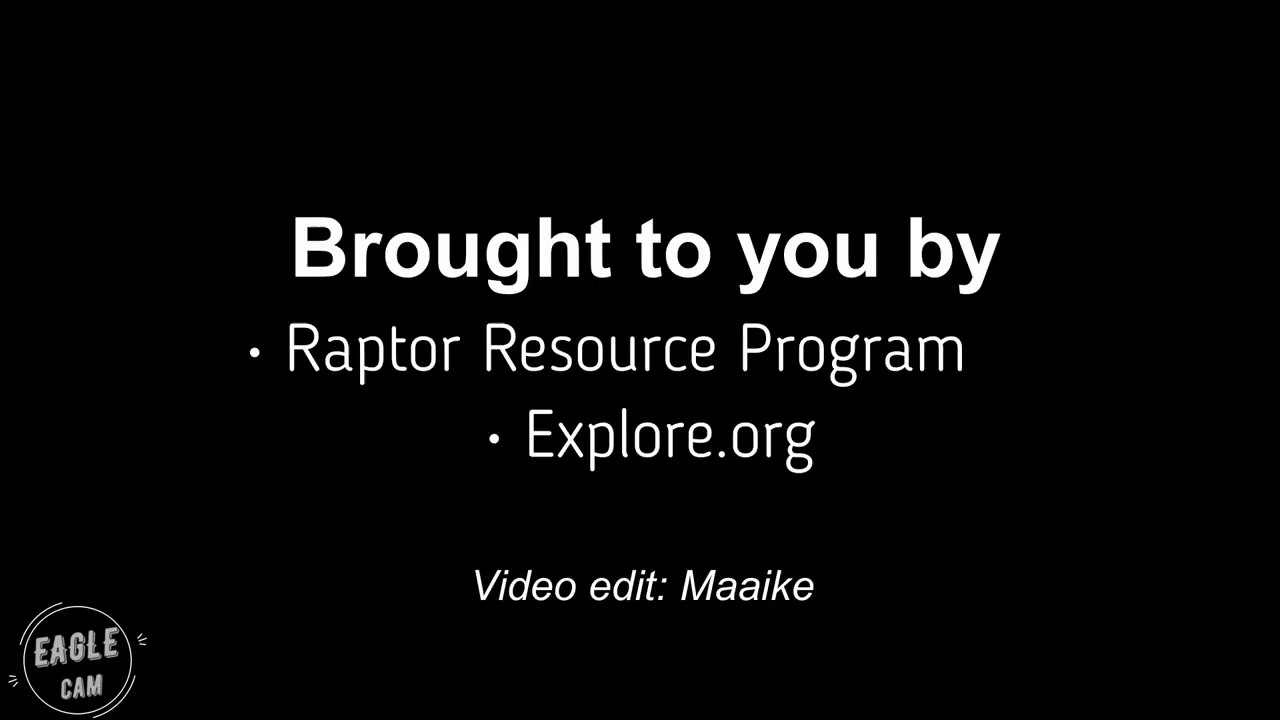 Brought to you by
• Raptor Resource Program
• Explore.org
Video edit: Maaike
EAGLE
CAM